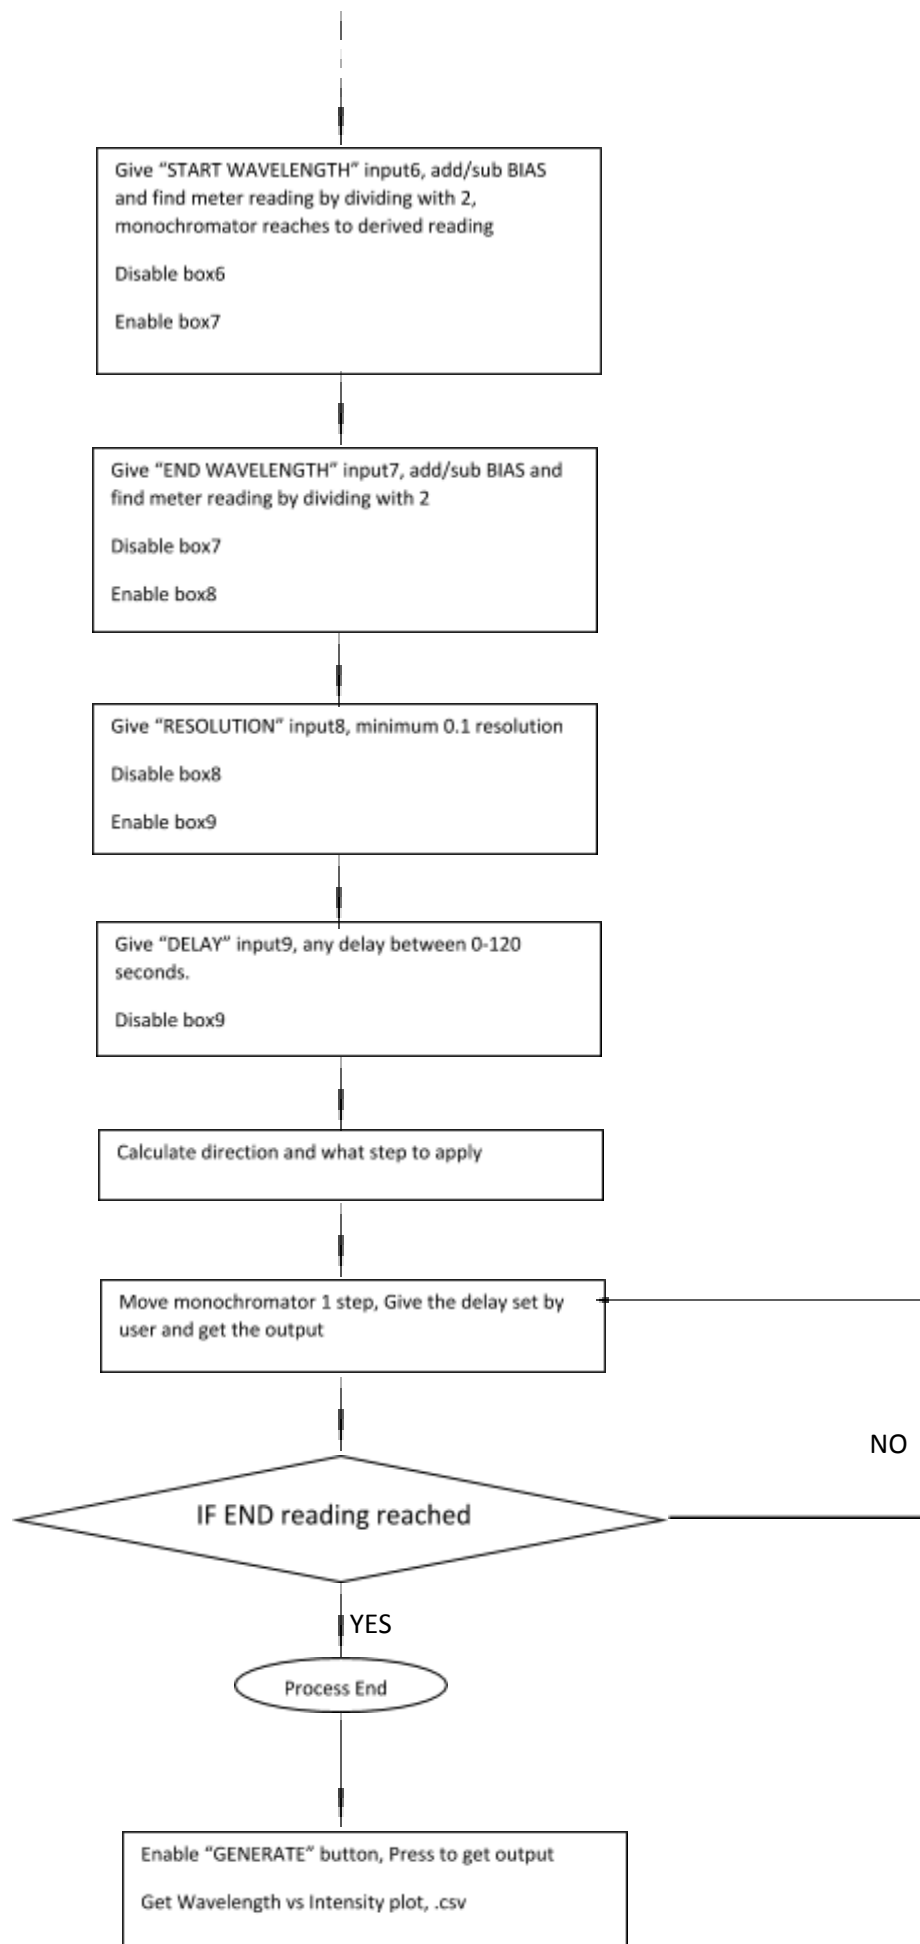 Give “START WAVELENGTH” input6, add/sub BIAS
and find meter reading by dividing with 2,
monochromator reaches to derived reading
Disable box6
Enable box7
Give “END WAVELENGTH” input7, add/sub BIAS and
find meter reading by dividing with 2
Disable box7
Enable box8
Give “RESOLUTION” input8, minimum 0.1 resolution
Disable box8
Enable box9
Give “DELAY” input9, any delay between 0-120
seconds.
Disable box9
Calculate direction and what step to apply
Move monochromator 1 step, Give the delay set by
user and get the output
NO
IF END reading reached
YES
Process End
Enable “GENERATE” button, Press to get output
Get Wavelength vs Intensity plot, .csv